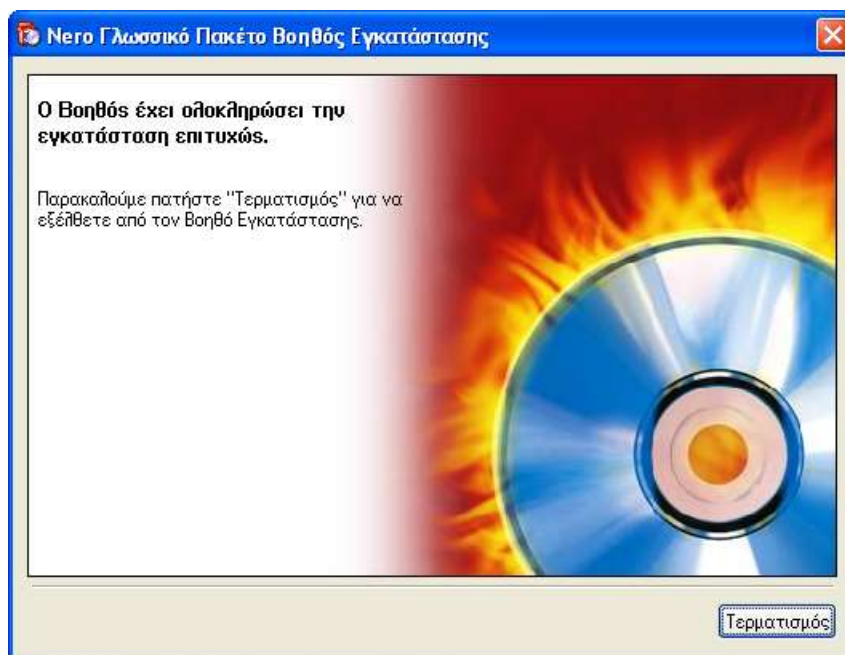 Nero Γλωσσικό Πακέτο Βοηθός Εγκατάστασης
Ο Βοηθός έχει ολοκληρώσει την
εγκατάσταση επιτυχώς.
Παρακαλούμε πατήστε "Τερματισμός" για να
εξέλθετε από τον Βοηθό Εγκατάστασης.
Τερματισμός